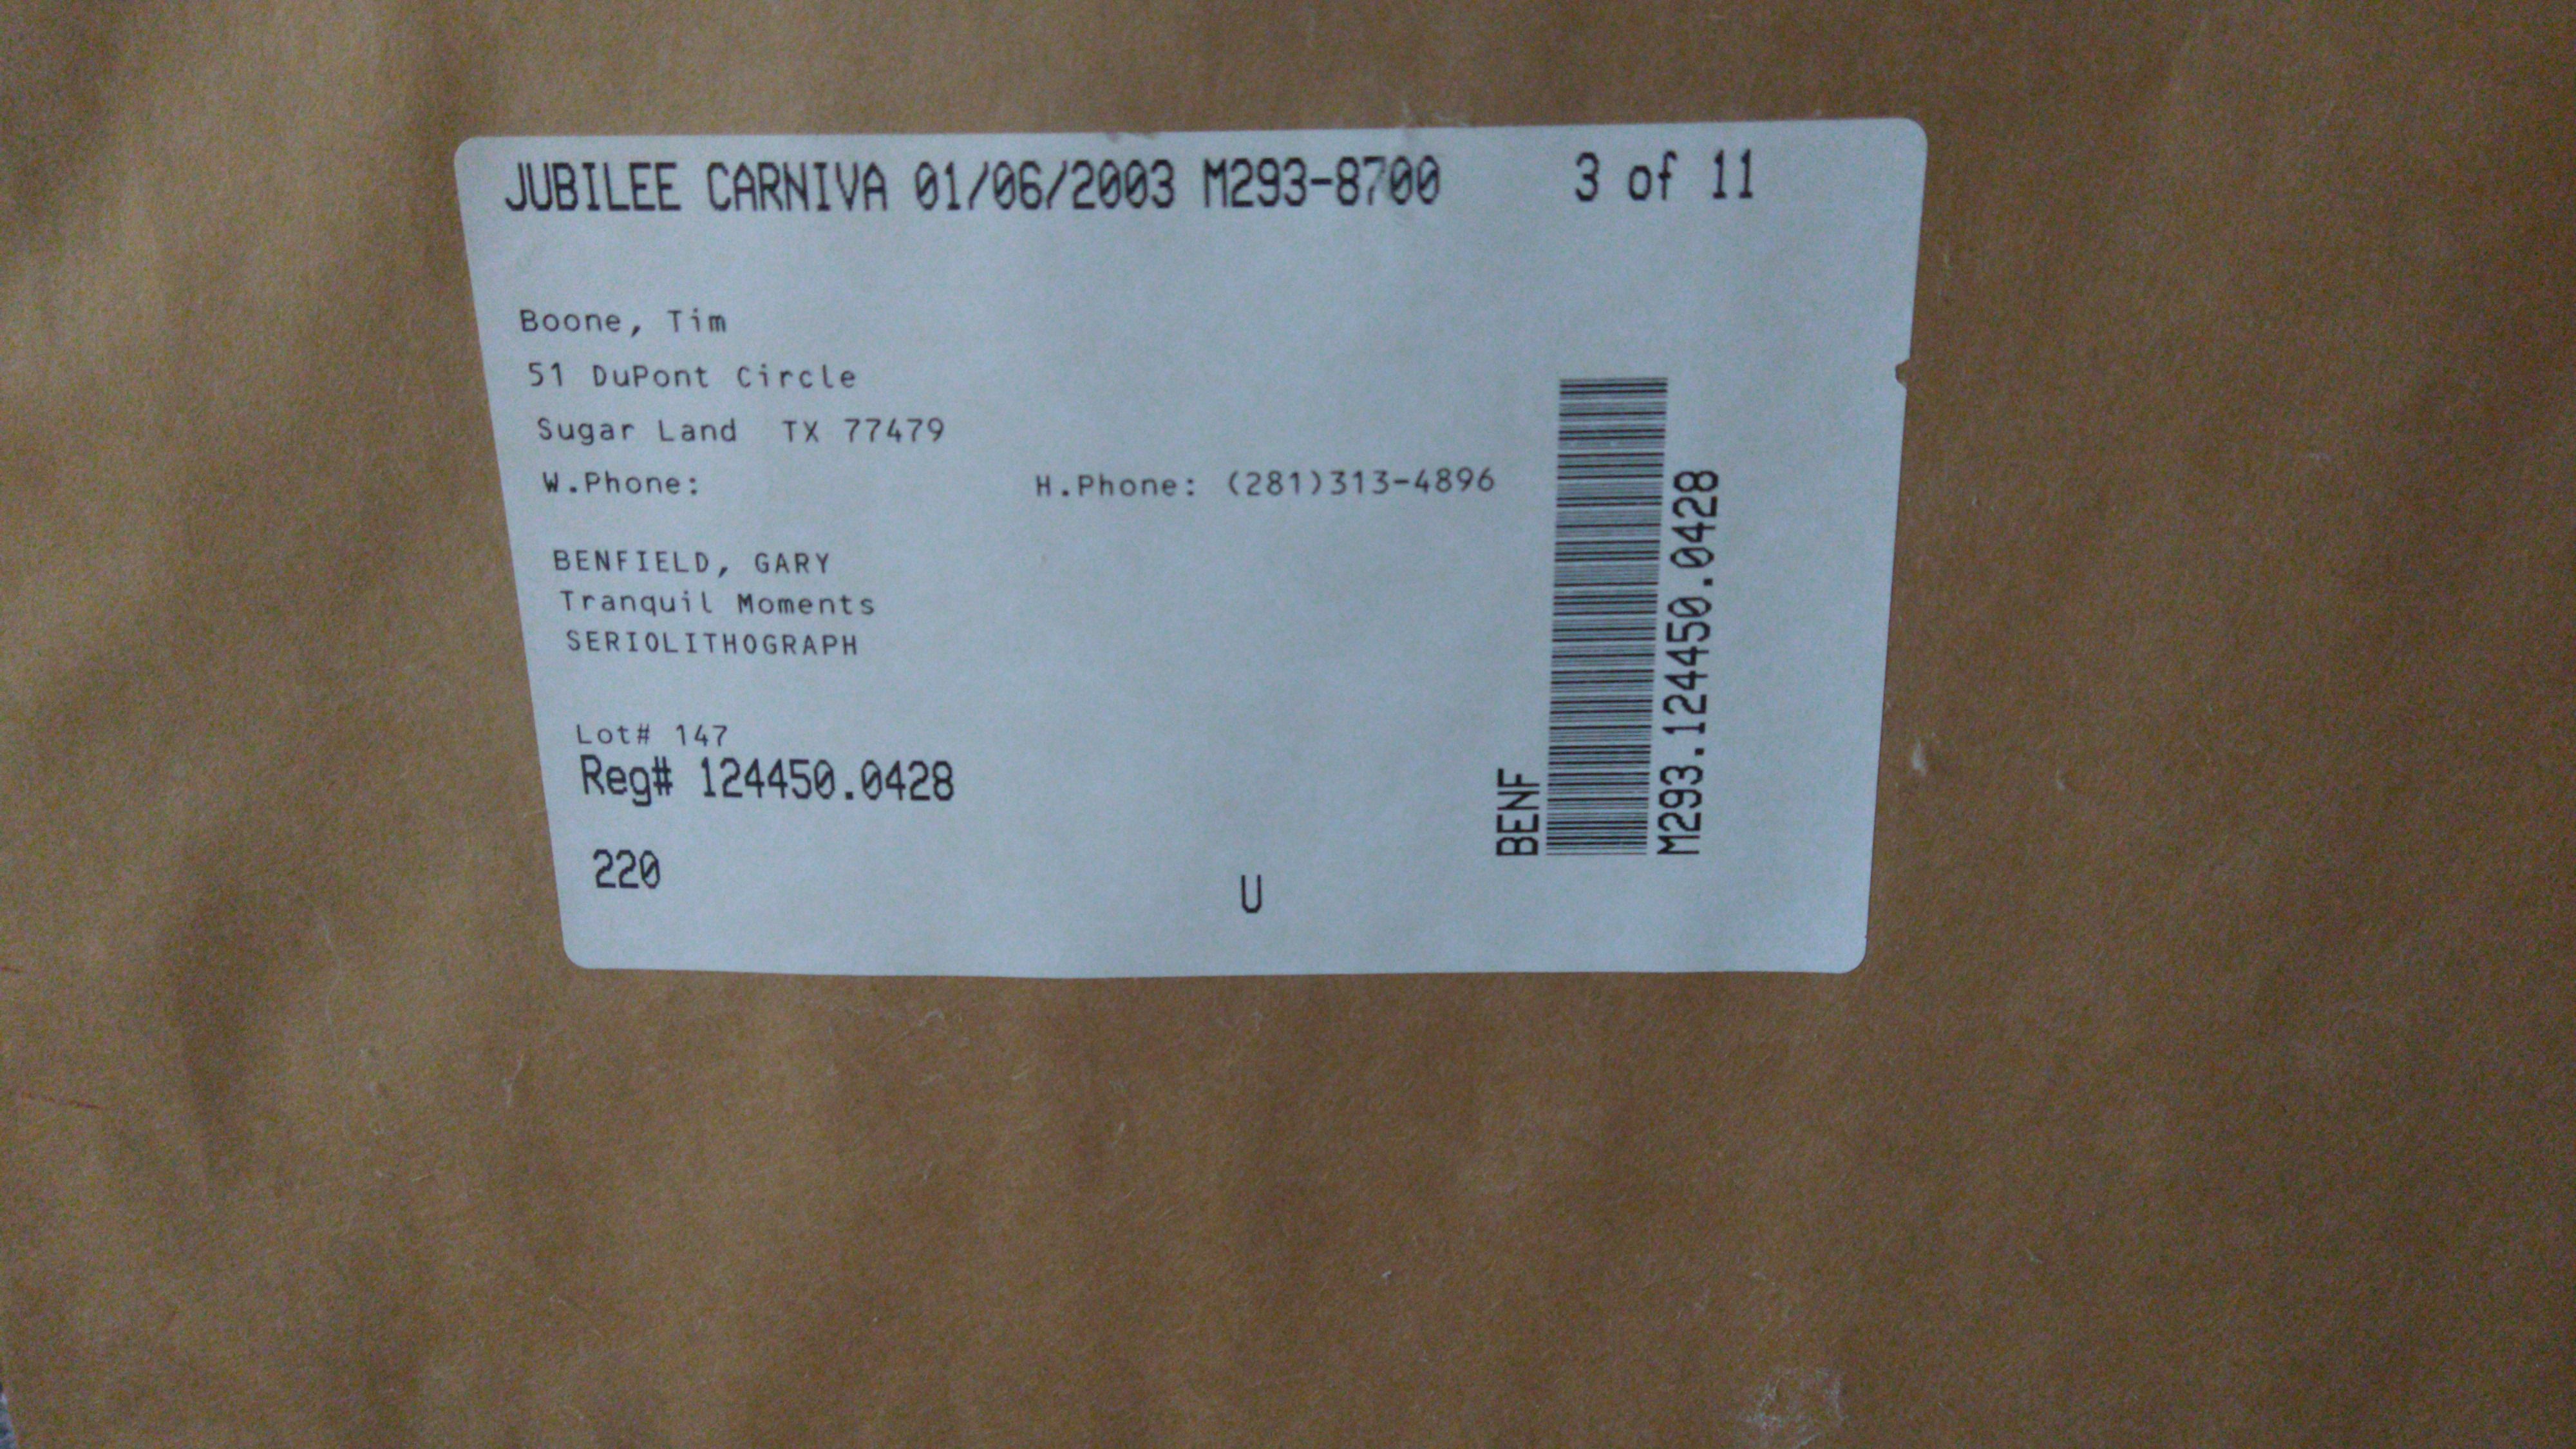 JUBILEE CARNIVA 01/06/2003 M293-8700 3 of 11
Boone, Tim
51 DuPont Circle
Sugar Land TX 77479
W.Phone: H.Phone: (281)313-4896
BENFIELD, GARY
Tranquil Moments
SERIOLITHOGRAPH
Lot# 147
Reg# 124450.0428
220
U
BENF
M293.124450.0428